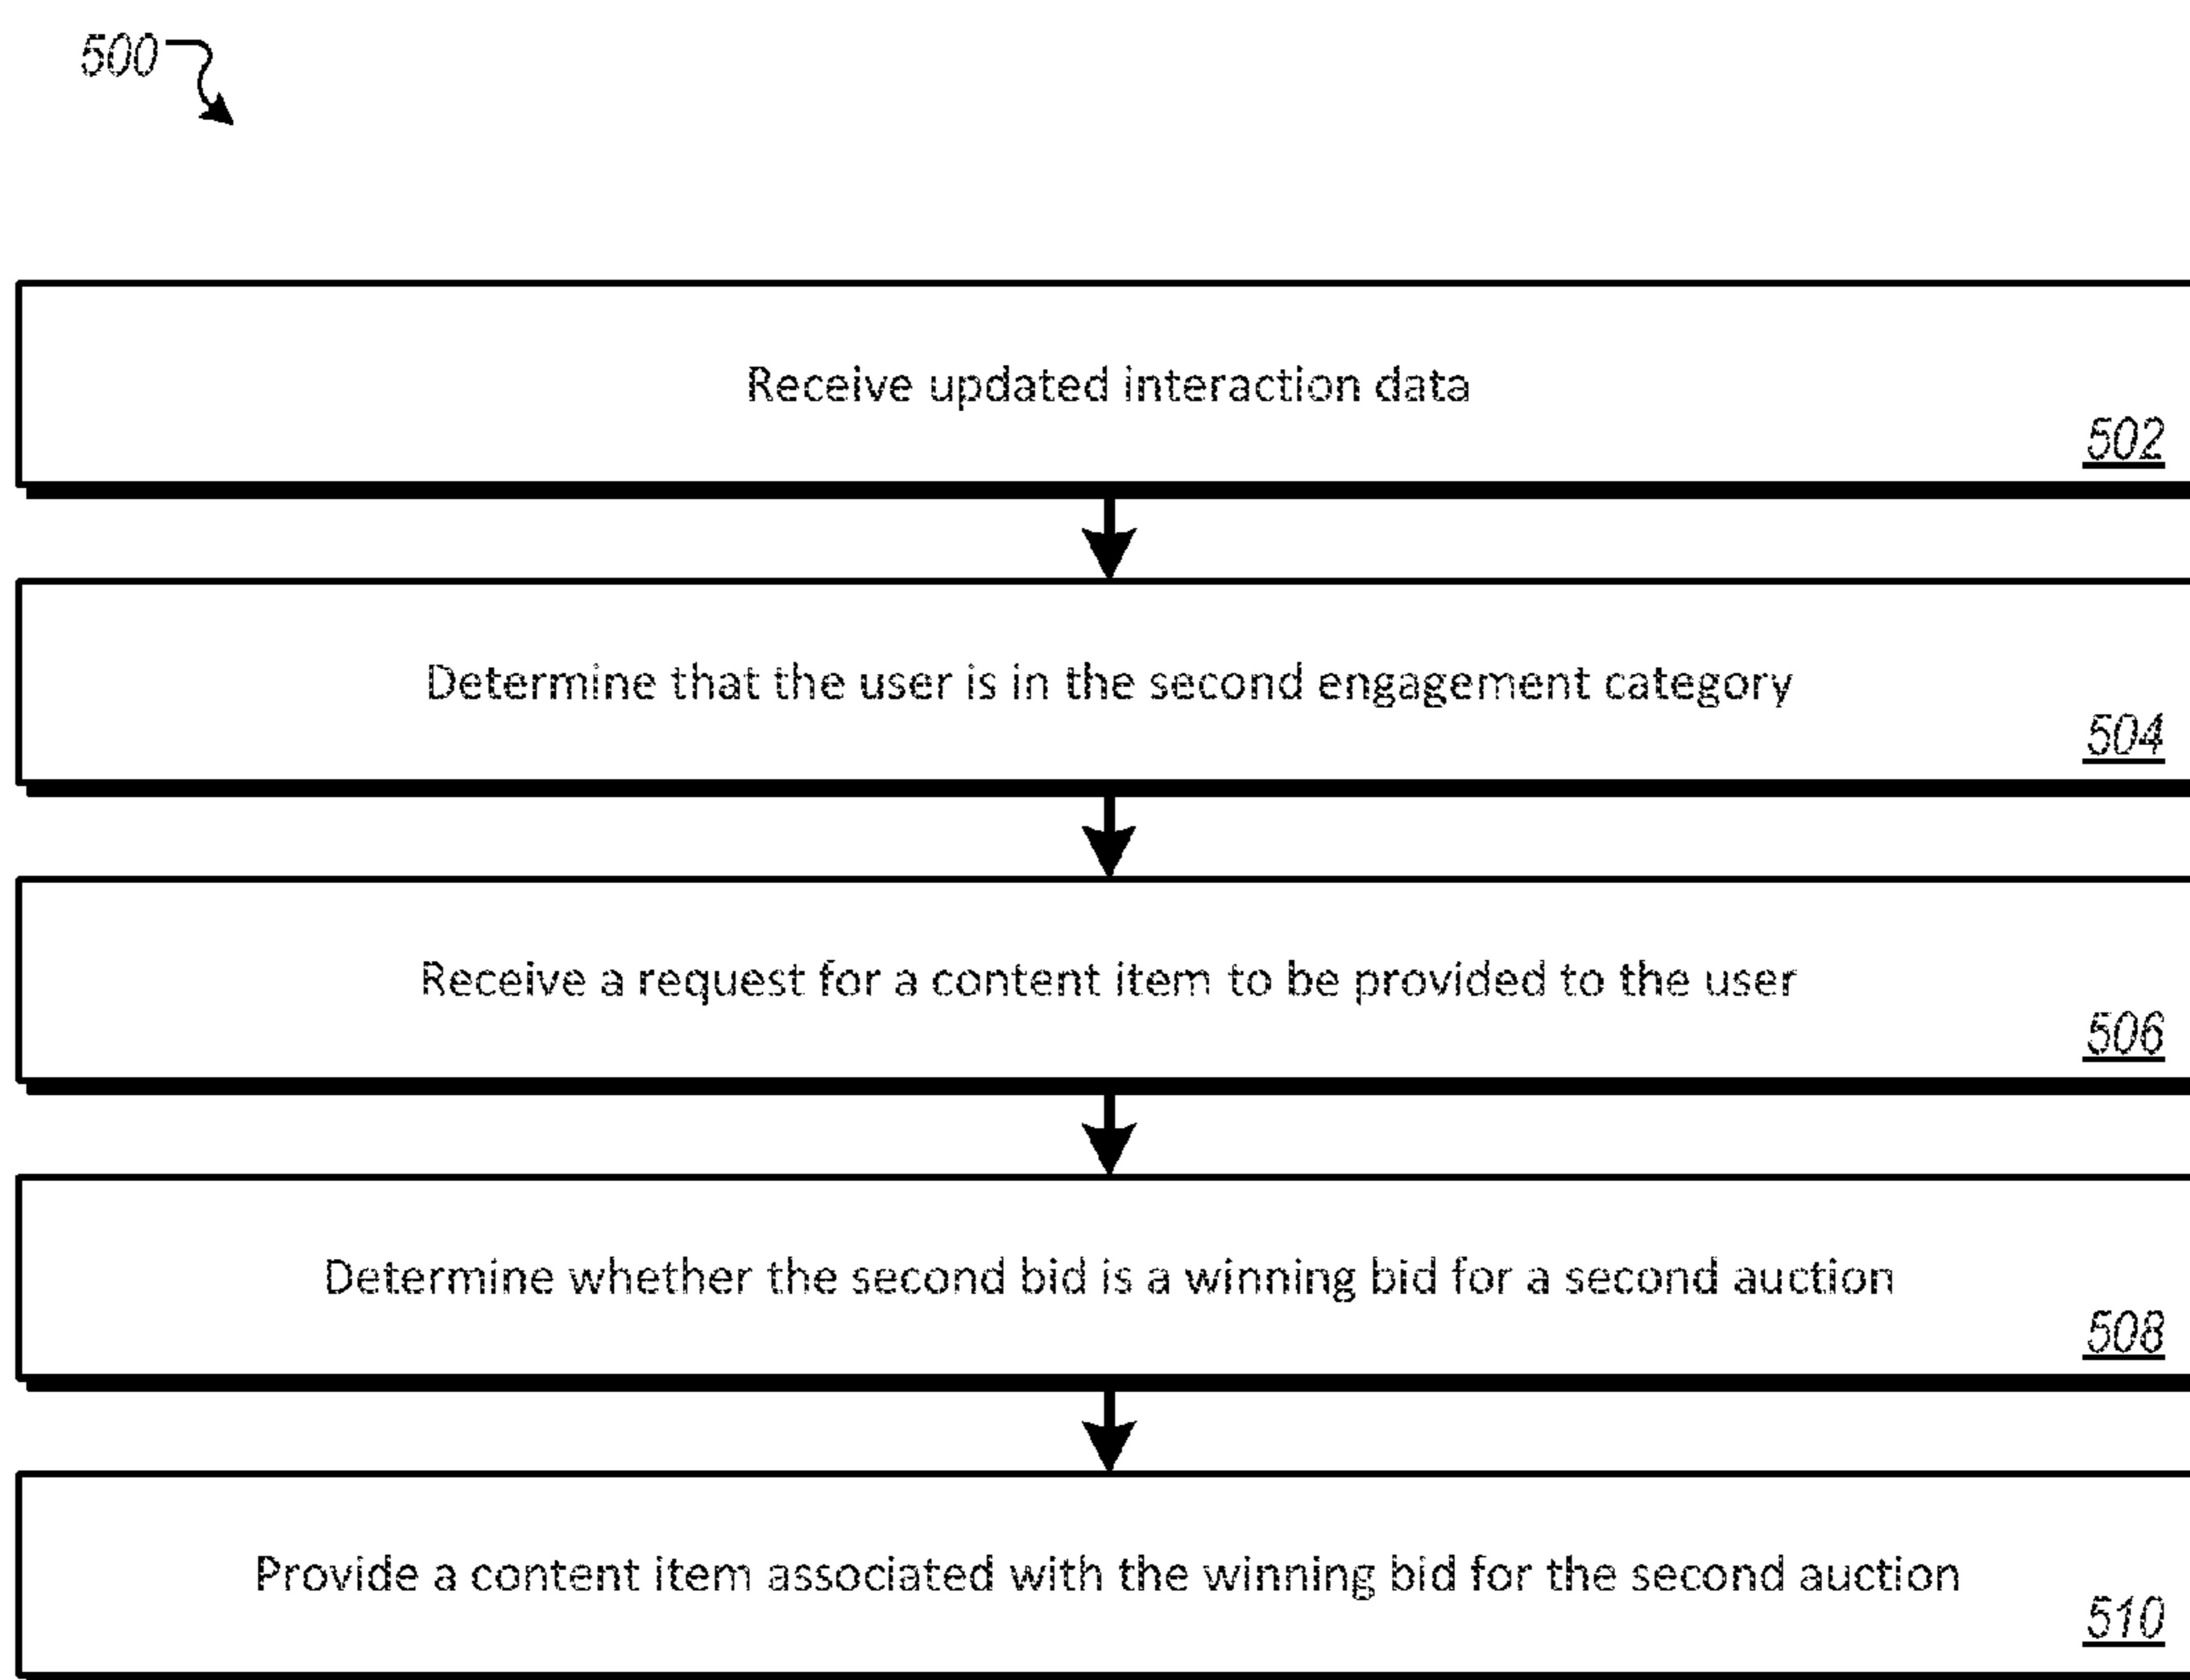 500
Receive updated interaction data
502
Determine that the user is in the second engagement category
504
Receive a request for a content item to be provided to the user
506
Determine whether the second bid is a winning bid for a second auction
508
Provide a content item associated with the winning bid for the second auction
510